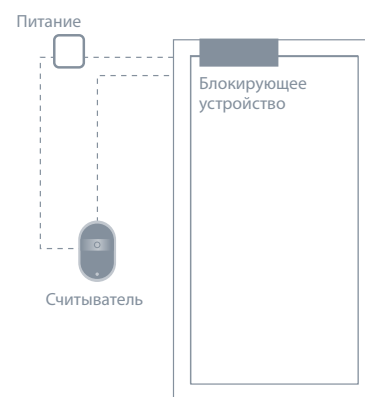 Питание
Блокирующее
устройство
Считыватель